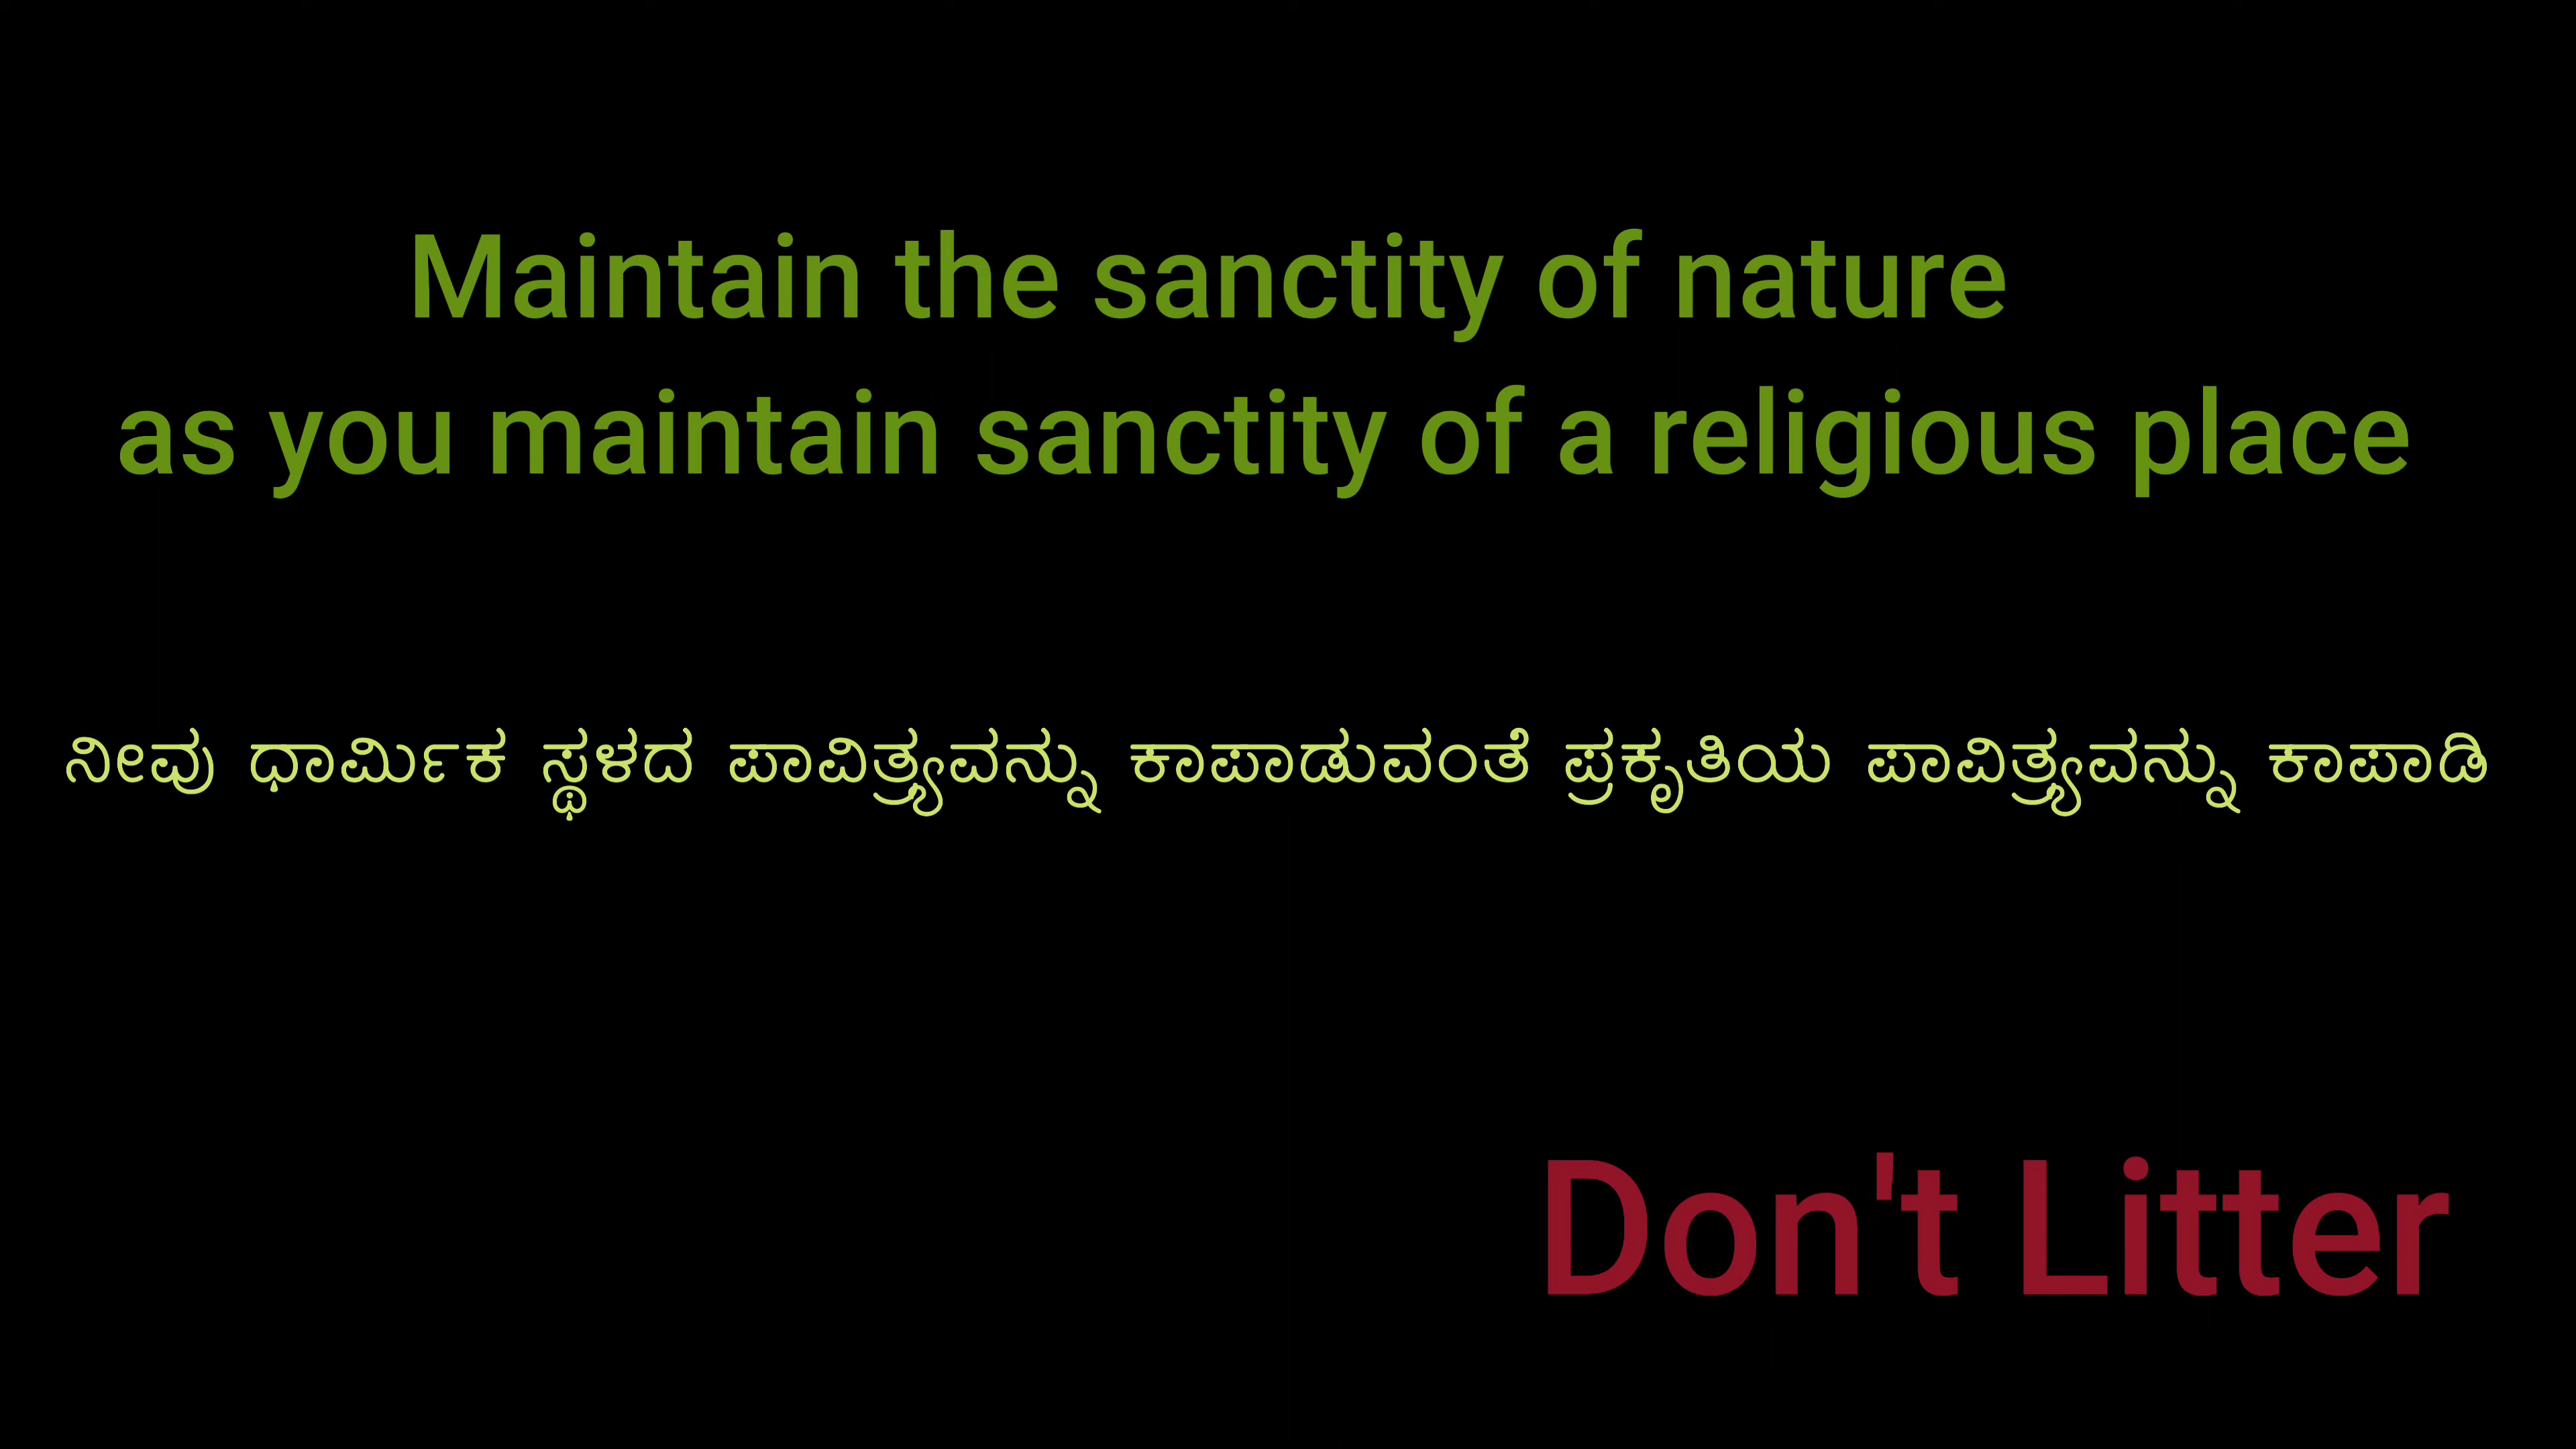 Maintain the sanctity of nature
as you maintain sanctity of a religious place
ನೀವು ಧಾರ್ಮಿಕ ಸ್ಥಳದ ಪಾವಿತ್ರ್ಯವನ್ನು ಕಾಪಾಡುವಂತೆ ಪ್ರಕೃತಿಯ ಪಾವಿತ್ರ್ಯವನ್ನು ಕಾಪಾಡಿ
Don't Litter